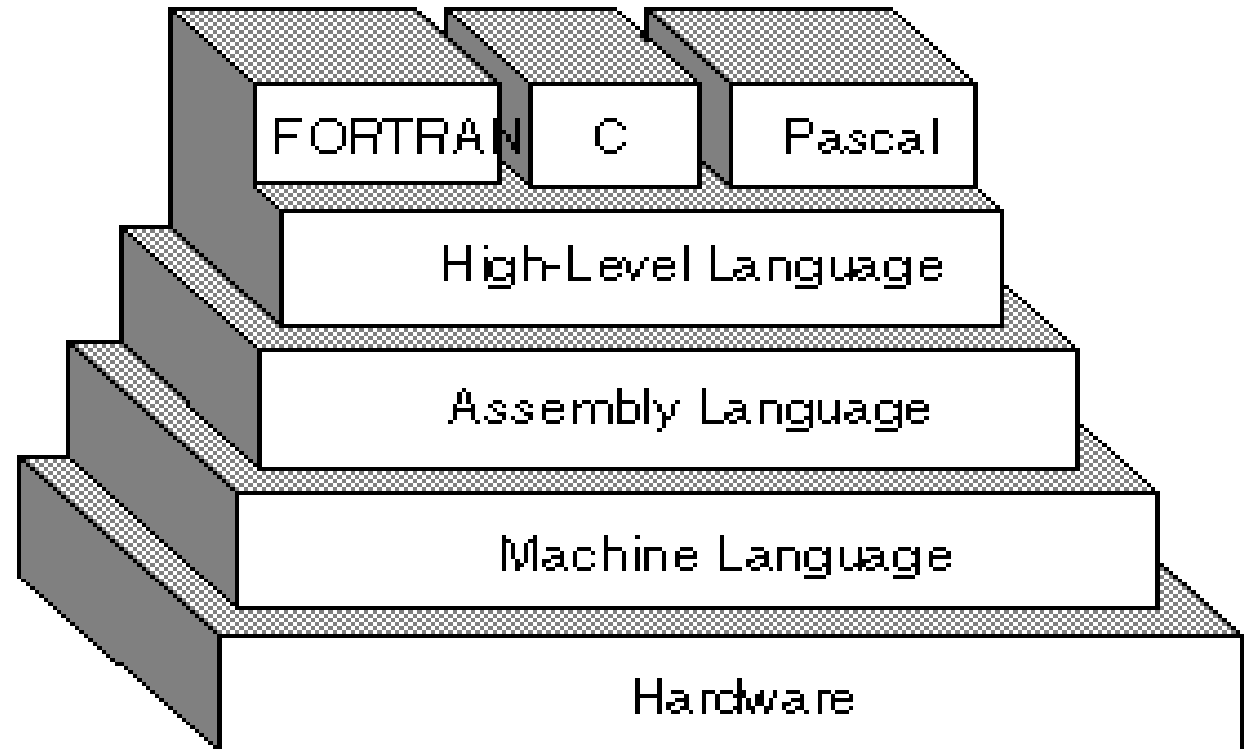 FORTRAN C Pascal
High-Level Language
Assembly Language
Machine Language
Hardware